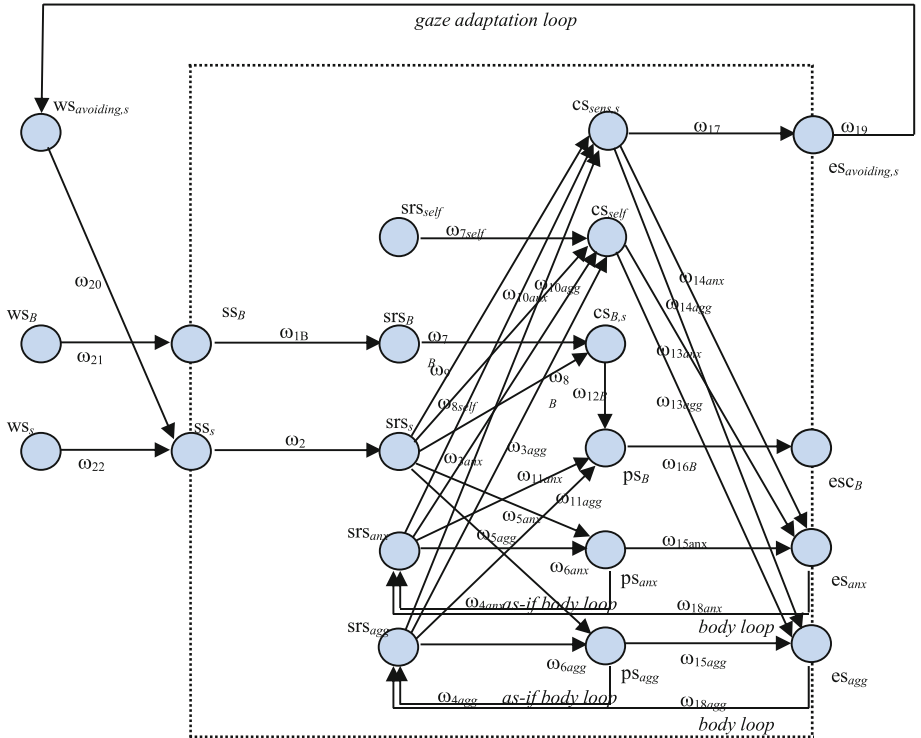 gaze adaptation loop
ws_avoiding,s
cs_sens,s
ω17
ω19
es_avoiding,s
srs_self
cs_self
ω7self
ω20
ω10anx
ω10agg
ω14anx
ω14agg
ws_B
ss_B
srs_B
cs_B,s
ω21
ω1B
ω7
B
ω9
ω8
B
ω12B
ω13anx
ω13agg
ω8self
ws_s
ss_s
srs_s
ω22
ω2
ω3anx
ω3agg
ω11anx
ω11agg
ps_B
ω16B
esc_B
ω5anx
ω5agg
srs_anx
ω6anx
ps_anx
ω15anx
es_anx
ω4anx
as-if body loop
ω18anx
body loop
srs_agg
ω6agg
ps_agg
ω15agg
es_agg
ω4agg
as-if body loop
ω18agg
body loop